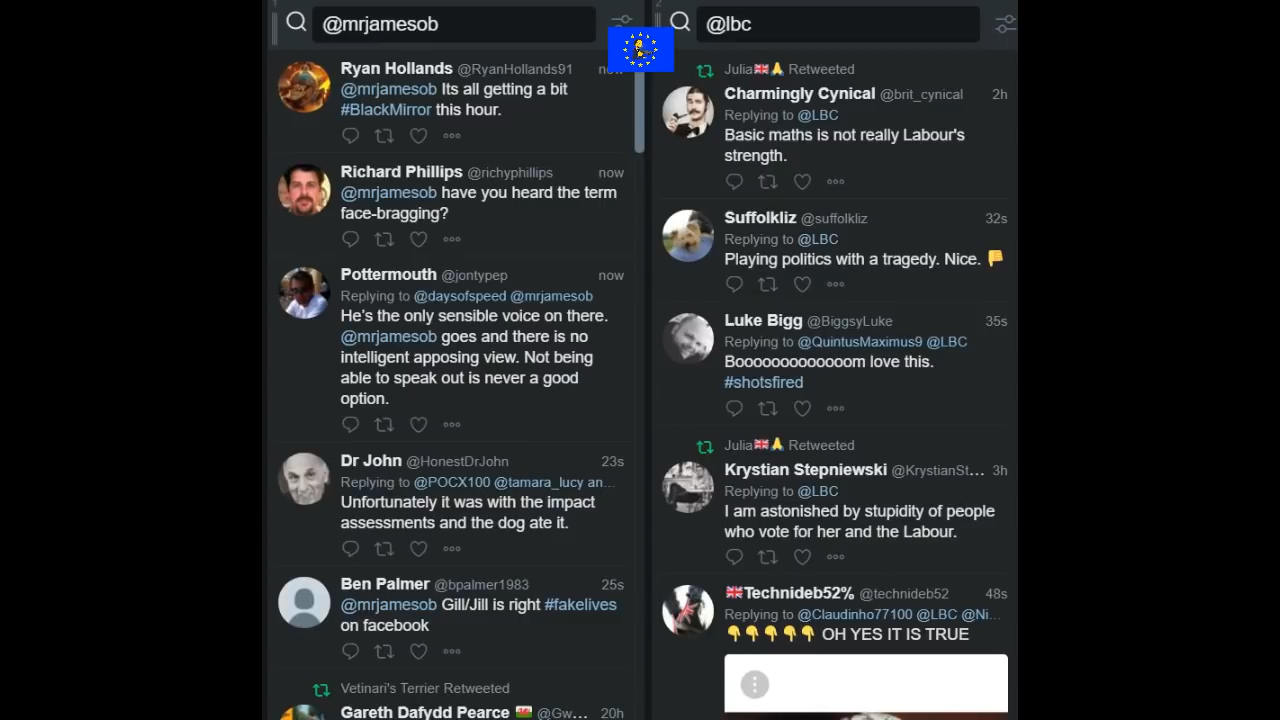 1
@mrjamesob
Ryan Hollands @RyanHollands91 now
@mrjamesob Its all getting a bit
#BlackMirror this hour.
Richard Phillips @richyphillips now
@mrjamesob have you heard the term
face-bragging?
Pottermouth @jontypep now
Replying to @daysofspeed @mrjamesob
He's the only sensible voice on there.
@mrjamesob goes and there is no
intelligent apposing view. Not being
able to speak out is never a good
option.
Dr John @HonestDrJohn 23s
Replying to @POCX100 @tamara_lucy an...
Unfortunately it was with the impact
assessments and the dog ate it.
Ben Palmer @bpalmer1983 25s
@mrjamesob Gill/Jill is right #fakelives
on facebook
Vetinari's Terrier Retweeted
Gareth Dafydd Pearce 🏴󠁧󠁢󠁷󠁬󠁳󠁿 @Gw... 20h
2
@lbc
Julia🇬🇧🙏 Retweeted
Charmingly Cynical @brit_cynical 2h
Replying to @LBC
Basic maths is not really Labour's
strength.
Suffolkliz @suffolkliz 32s
Replying to @LBC
Playing politics with a tragedy. Nice. 👎
Luke Bigg @BiggsyLuke 35s
Replying to @QuintusMaximus9 @LBC
Booooooooooooom love this.
#shotsfired
Julia🇬🇧🙏 Retweeted
Krystian Stepniewski @KrystianSt... 3h
Replying to @LBC
I am astonished by stupidity of people
who vote for her and the Labour.
🇬🇧Technideb52% @technideb52 48s
Replying to @Claudinho77100 @LBC @Ni...
👇👇👇👇👇 OH YES IT IS TRUE